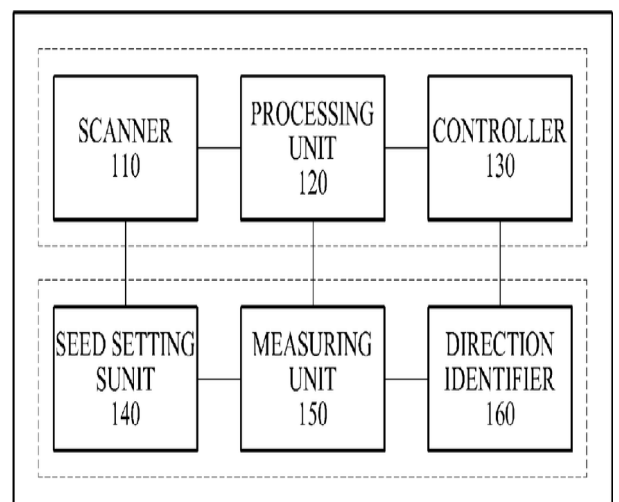 SCANNER
110
PROCESSING
UNIT
120
CONTROLLER
130
SEED SETTING
SUNIT
140
MEASURING
UNIT
150
DIRECTION
IDENTIFIER
160